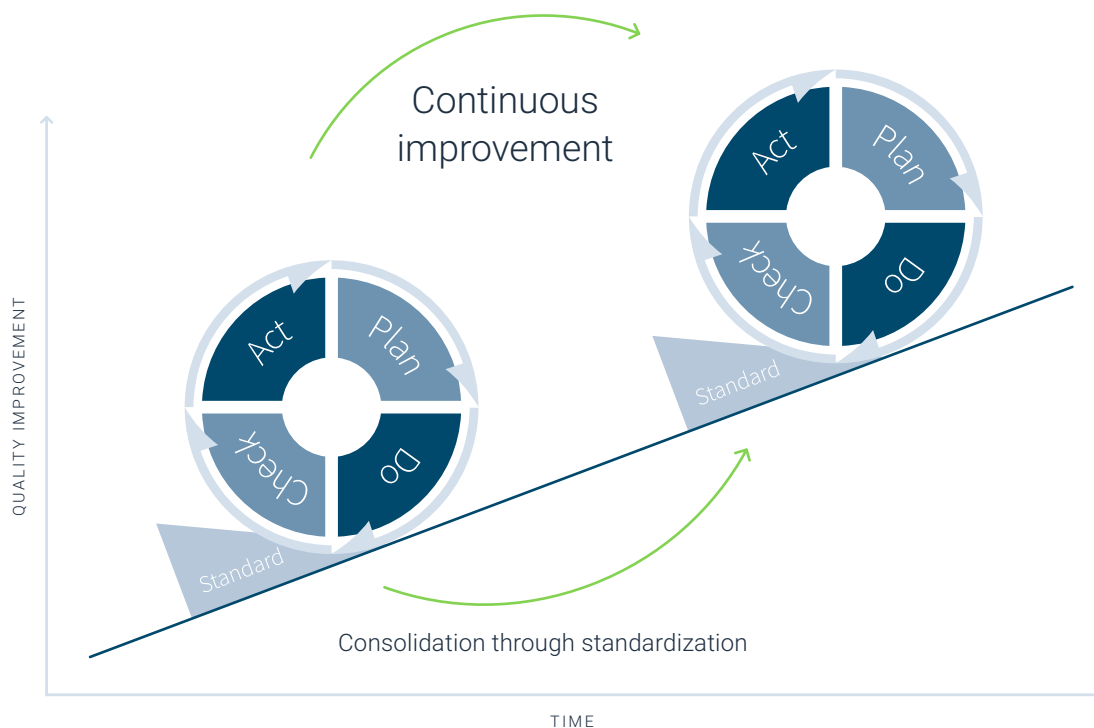 Continuous
improvement
Act
Plan
Check
Do
Standard
Act
Plan
Check
Do
Standard
Consolidation through standardization
QUALITY IMPROVEMENT
TIME